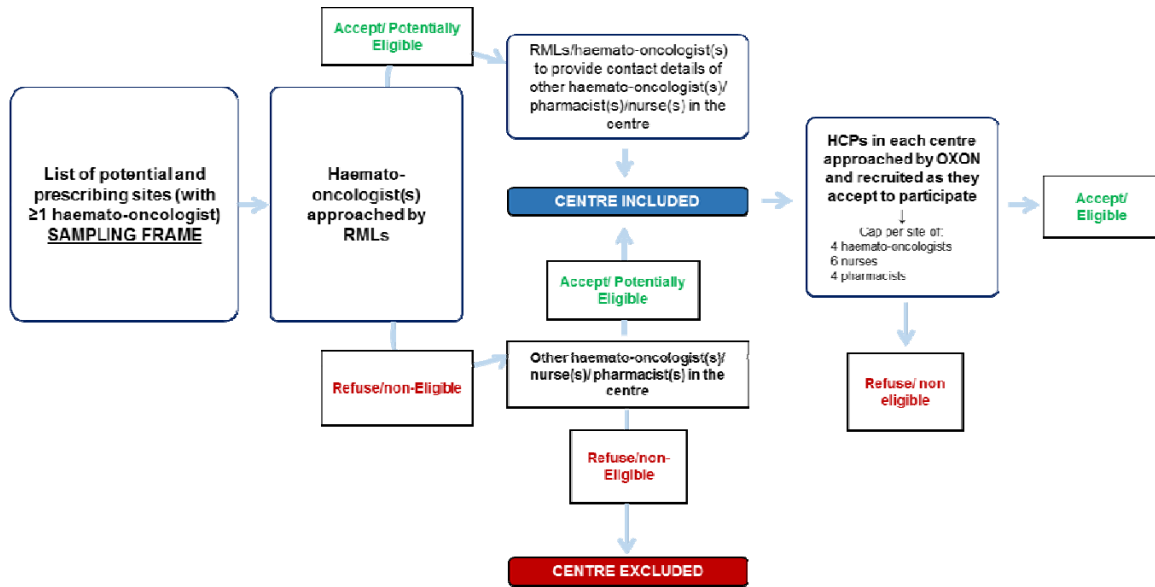 List of potential and
prescribing sites (with
≥1 haemato-oncologist)
SAMPLING FRAME
Haemato-
oncologist(s)
approached by
RMLs
Accept/ Potentially
Eligible
RMLs/haemato-oncologist(s)
to provide contact details of
other haemato-oncologist(s)/
pharmacist(s)/nurse(s) in the
centre
CENTRE INCLUDED
Accept/ Potentially
Eligible
Refuse/non-Eligible
Other haemato-oncologist(s)/
nurse(s)/pharmacist(s) in the
centre
Refuse/non-
Eligible
CENTRE EXCLUDED
HCPs in each centre
approached by OXON
and recruited as they
accept to participate
↓
Cap per site of:
4 haemato-oncologists
6 nurses
4 pharmacists
Accept/
Eligible
Refuse/ non
eligible